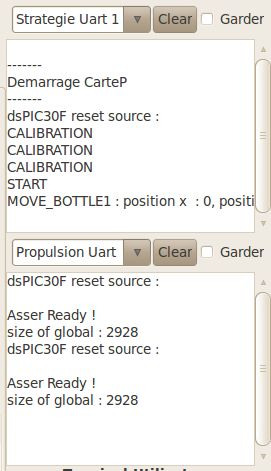 Strategie Uart 1 Clear Garder
-------
Demarrage CarteP
-------
dsPIC30F reset source :
CALIBRATION
CALIBRATION
CALIBRATION
START
MOVE_BOTTLE1 : position x  : 0, positi
Propulsion Uart Clear Garder
dsPIC30F reset source :
Asser Ready !
size of global : 2928
dsPIC30F reset source :
Asser Ready !
size of global : 2928